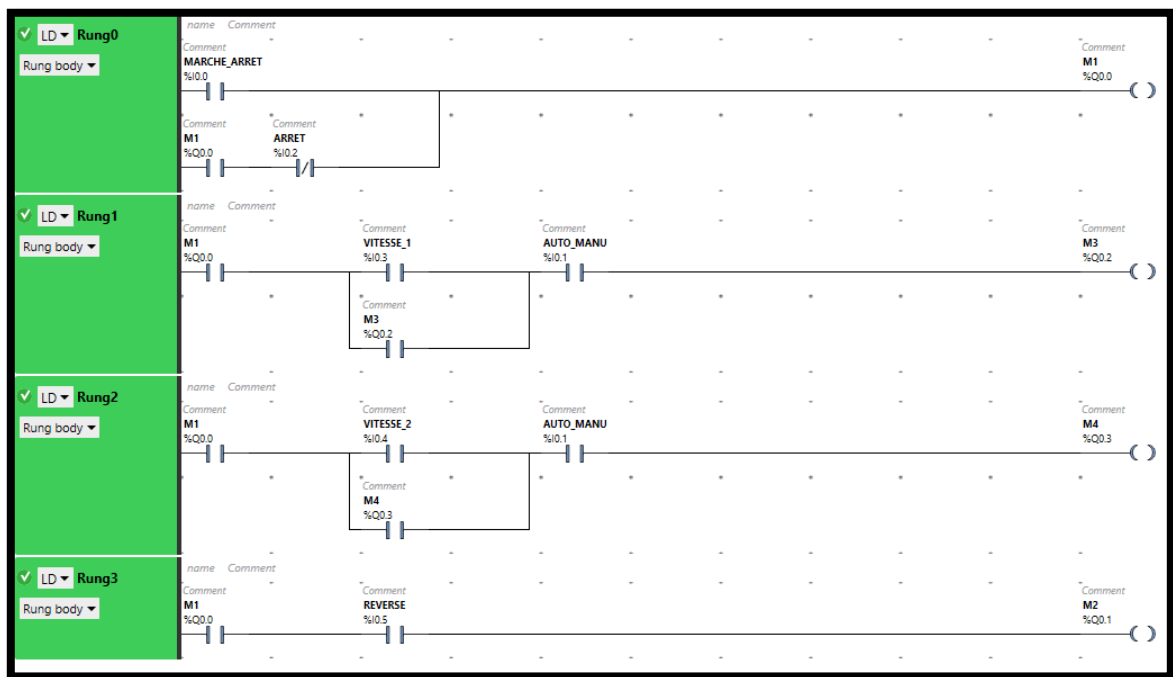 LD Rung0
name Comment
Rung body
Comment Comment
MARCHE_ARRET M1
%I0.0 %Q0.0
Comment Comment
M1 ARRET
%Q0.0 %I0.2
LD Rung1
name Comment
Rung body
Comment Comment Comment Comment
M1 VITESSE_1 AUTO_MANU M3
%Q0.0 %I0.3 %I0.1 %Q0.2
Comment
M3
%Q0.2
LD Rung2
name Comment
Rung body
Comment Comment Comment Comment
M1 VITESSE_2 AUTO_MANU M4
%Q0.0 %I0.4 %I0.1 %Q0.3
Comment
M4
%Q0.3
LD Rung3
name Comment
Rung body
Comment Comment Comment
M1 REVERSE M2
%Q0.0 %I0.5 %Q0.1